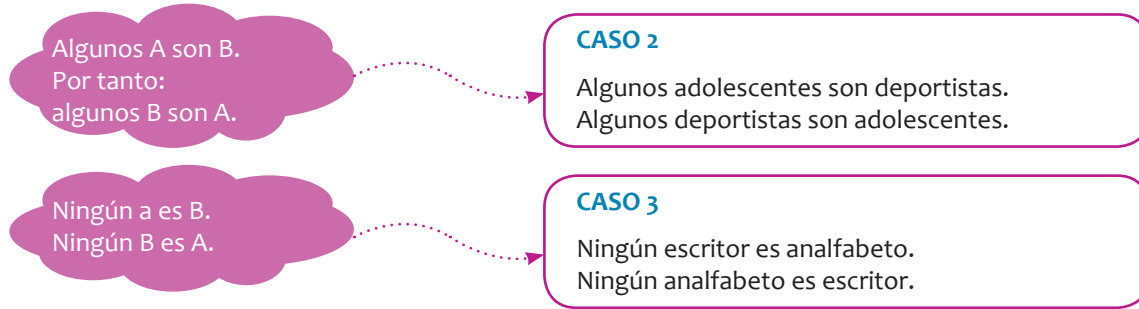 Algunos A son B.
Por tanto:
algunos B son A.
CASO 2
Algunos adolescentes son deportistas.
Algunos deportistas son adolescentes.
Ningún a es B.
Ningún B es A.
CASO 3
Ningún escritor es analfabeto.
Ningún analfabeto es escritor.